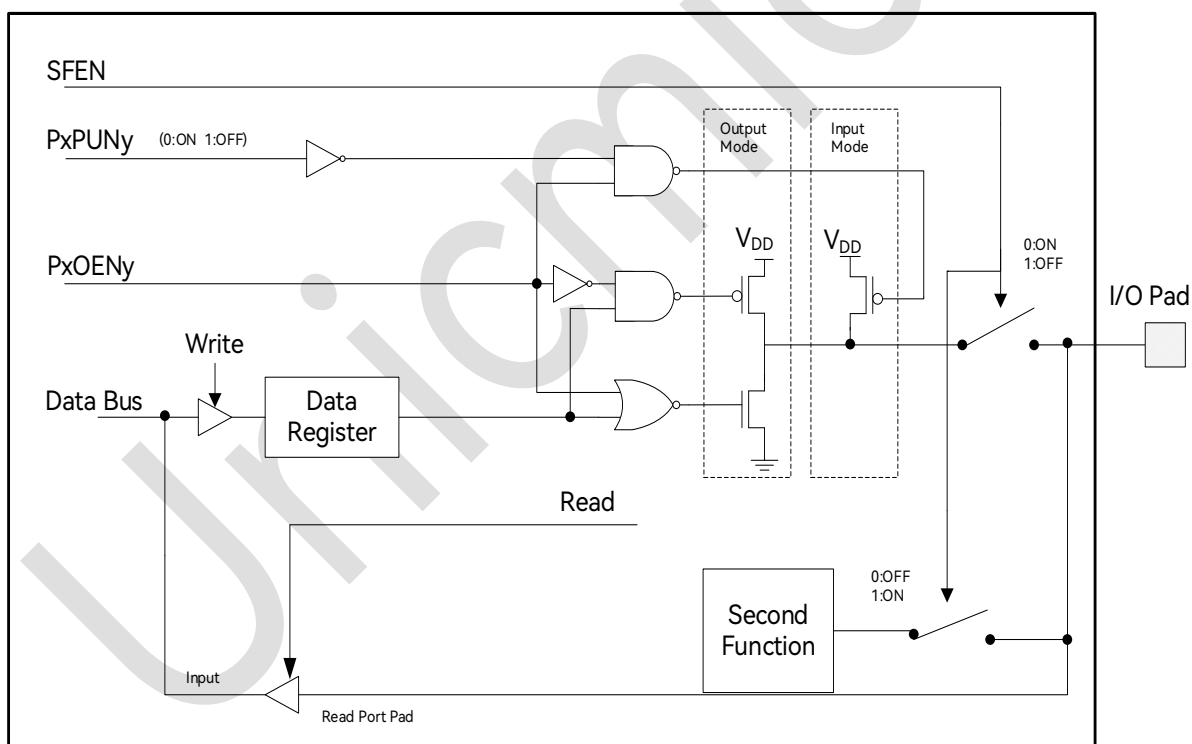 SFEN
PxPUNy (0:ON 1:OFF)
Output
Mode
Input
Mode
VDD
VDD
0:ON
1:OFF
PxOENy
I/O Pad
Write
Data Bus
Data
Register
Read
0:OFF
1:ON
Second
Function
Input
Read Port Pad
Unicmic